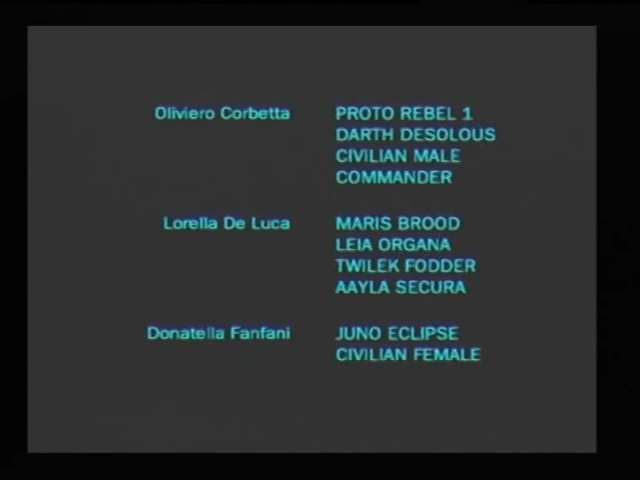 Oliviero Corbetta PROTO REBEL 1
DARTH DESOLOUS
CIVILIAN MALE
COMMANDER
Lorella De Luca MARIS BROOD
LEIA ORGANA
TWILEK FODDER
AAYLA SECURA
Donatella Fanfani JUNO ECLIPSE
CIVILIAN FEMALE